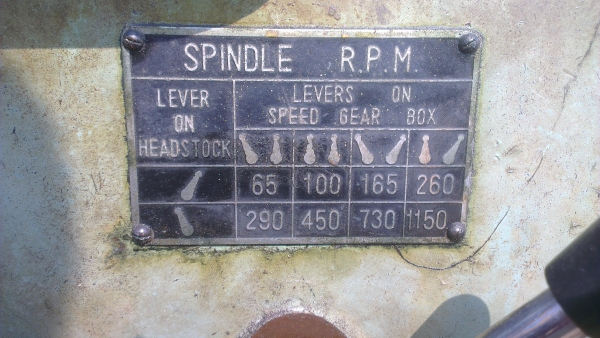 SPINDLE R.P.M.
LEVER ON HEADSTOCK
LEVERS ON
SPEED GEAR BOX
65 100 165 260
290 450 730 1150